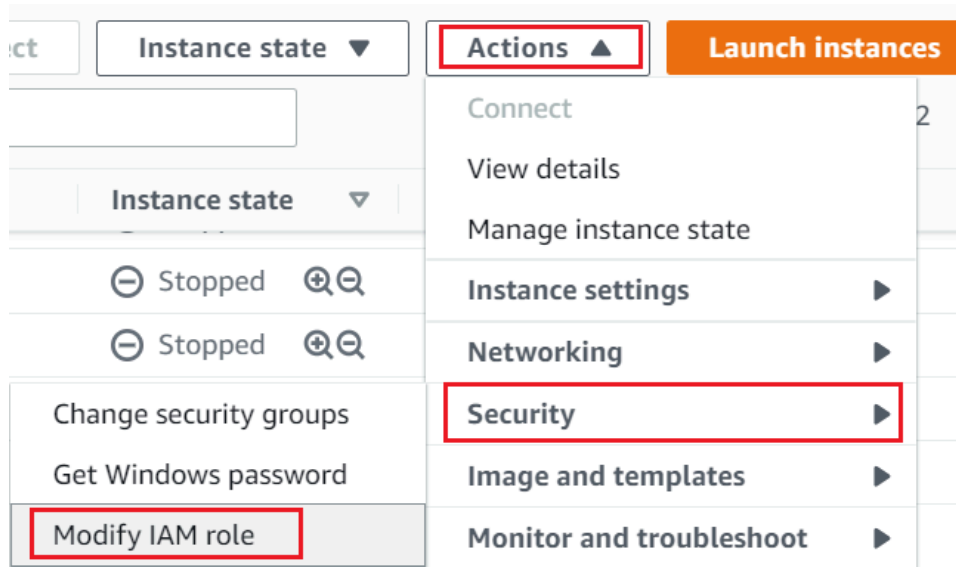 ct Instance state Actions Launch instances
Connect
2
View details
Instance state
Manage instance state
Stopped
Instance settings
Stopped
Networking
Change security groups
Security
Get Windows password
Image and templates
Modify IAM role
Monitor and troubleshoot